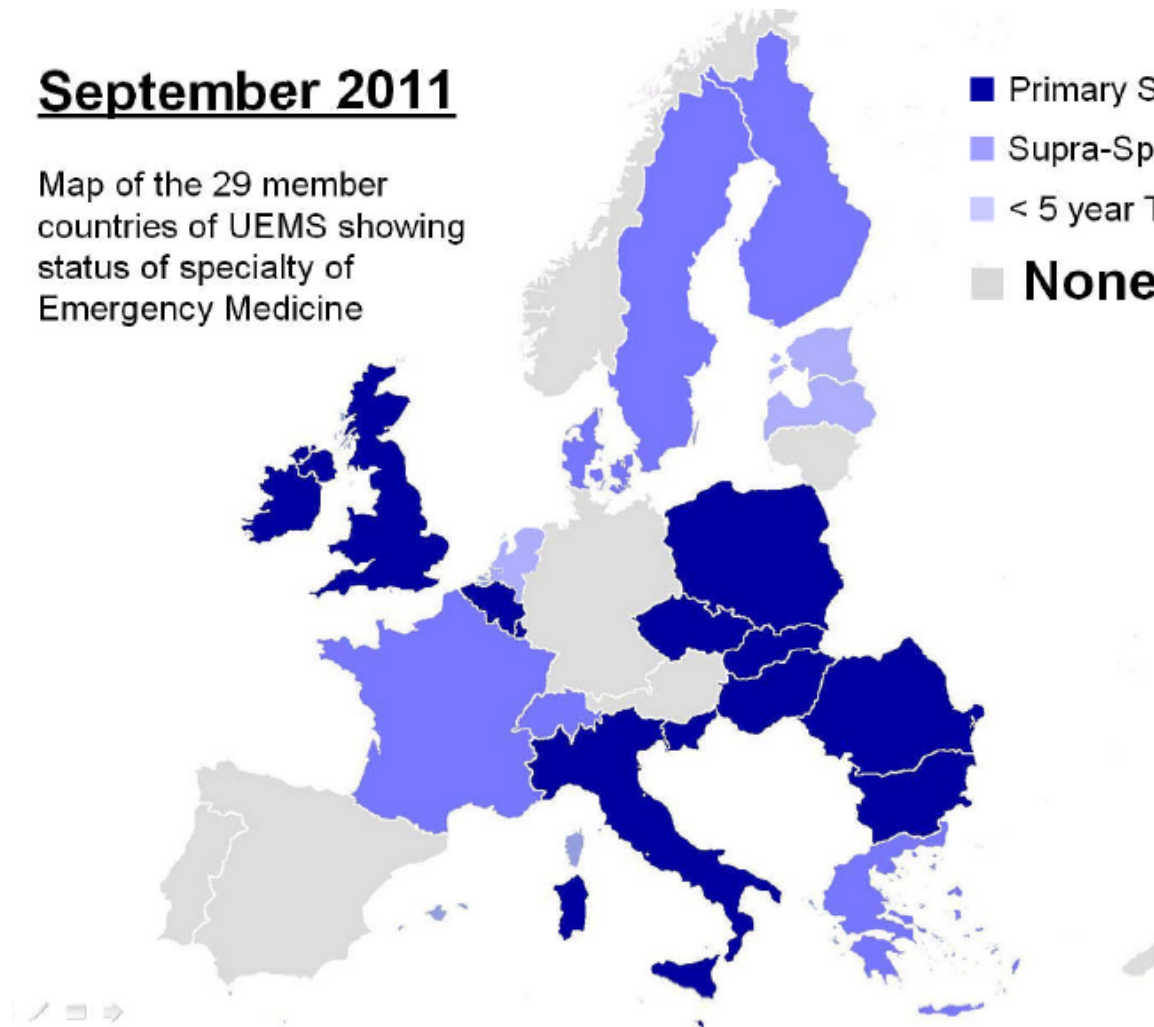 September 2011
Map of the 29 member
countries of UEMS showing
status of specialty of
Emergency Medicine
Primary S
Supra-Sp
< 5 year T
None